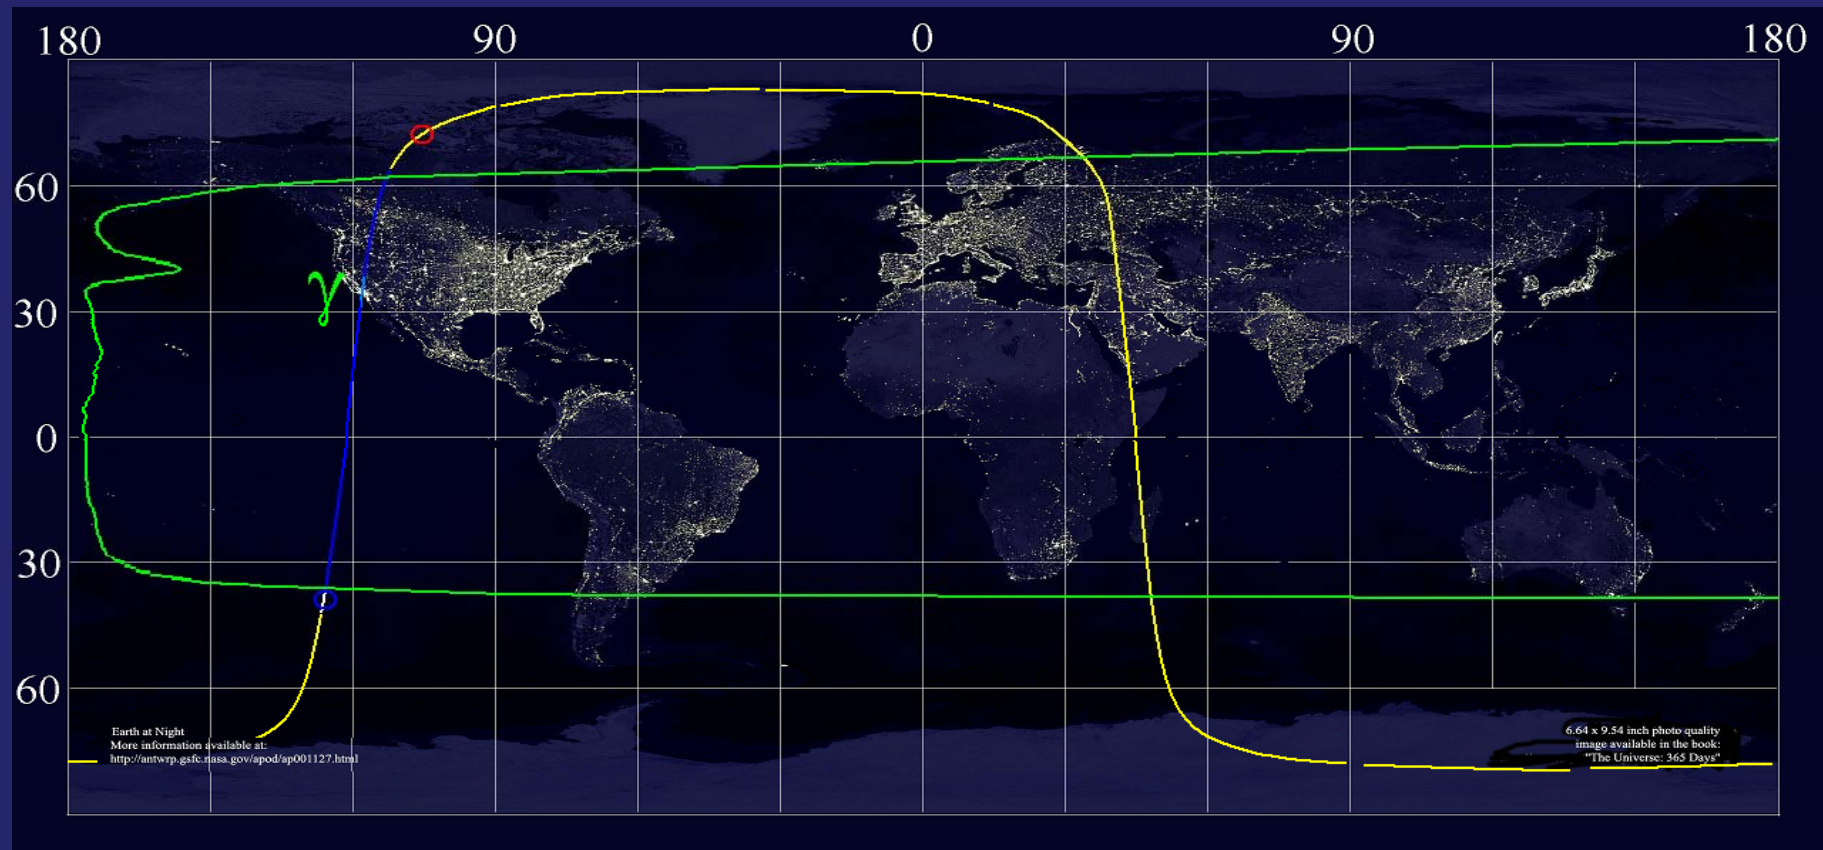 180 90 0 90 180
60
30
γ
0
30
60
Earth at Night
More information available at:
http://antwrp.gsfc.nasa.gov/apod/ap001127.html
6.64 x 9.54 inch photo quality
image available in the book:
"The Universe: 365 Days"